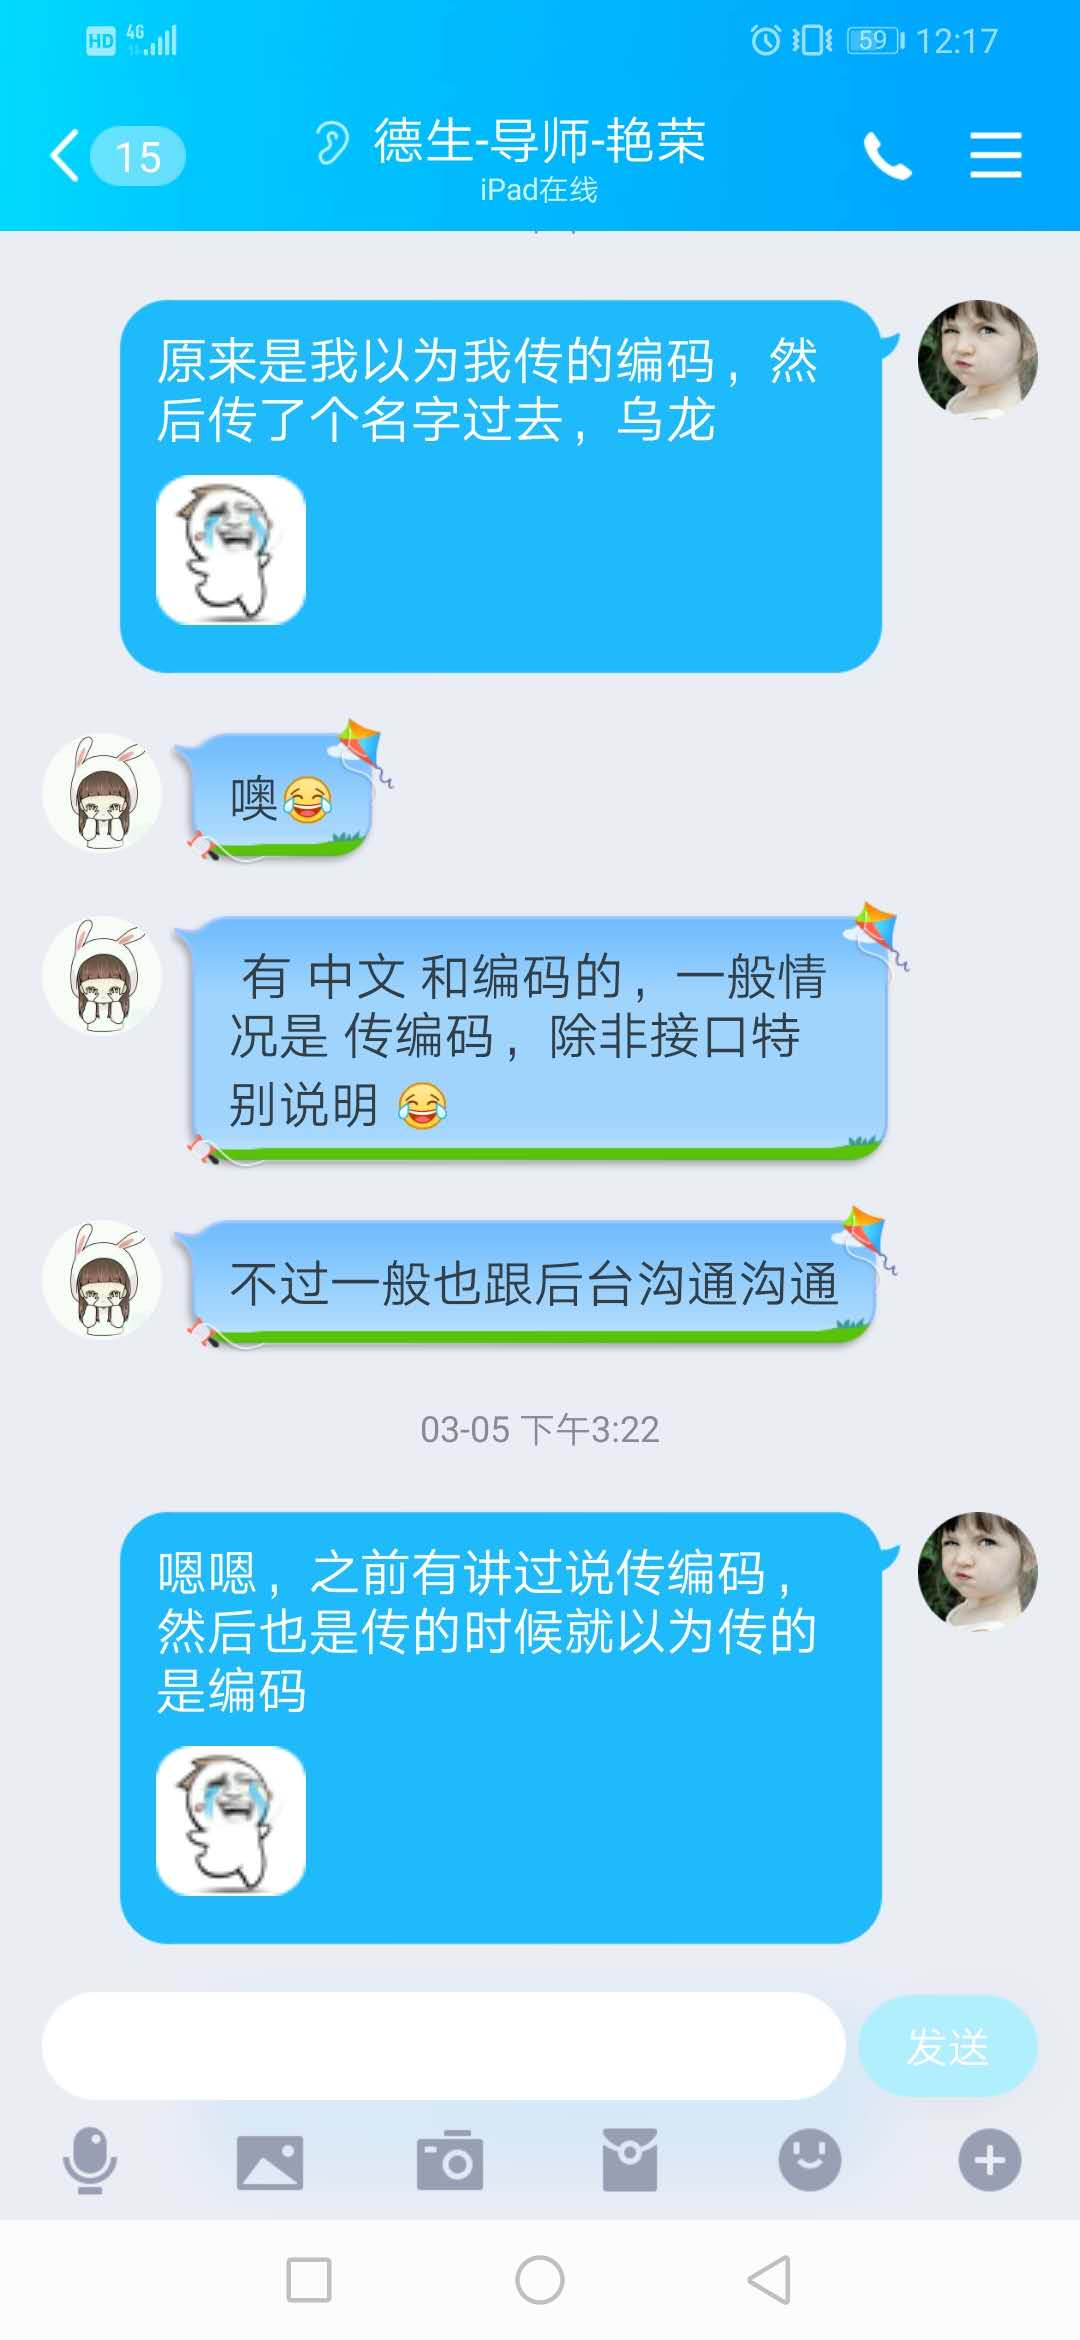 HD 4G 59 12:17
15 德生-导师-艳荣
iPad在线
原来是我以为我传的编码，然
后传了个名字过去，乌龙
噢😂
有 中文 和编码的，一般情
况是 传编码，除非接口特
别说明 😂
不过一般也跟后台沟通沟通
03-05 下午3:22
嗯嗯，之前有讲过说传编码，
然后也是传的时候就以为传的
是编码
发送